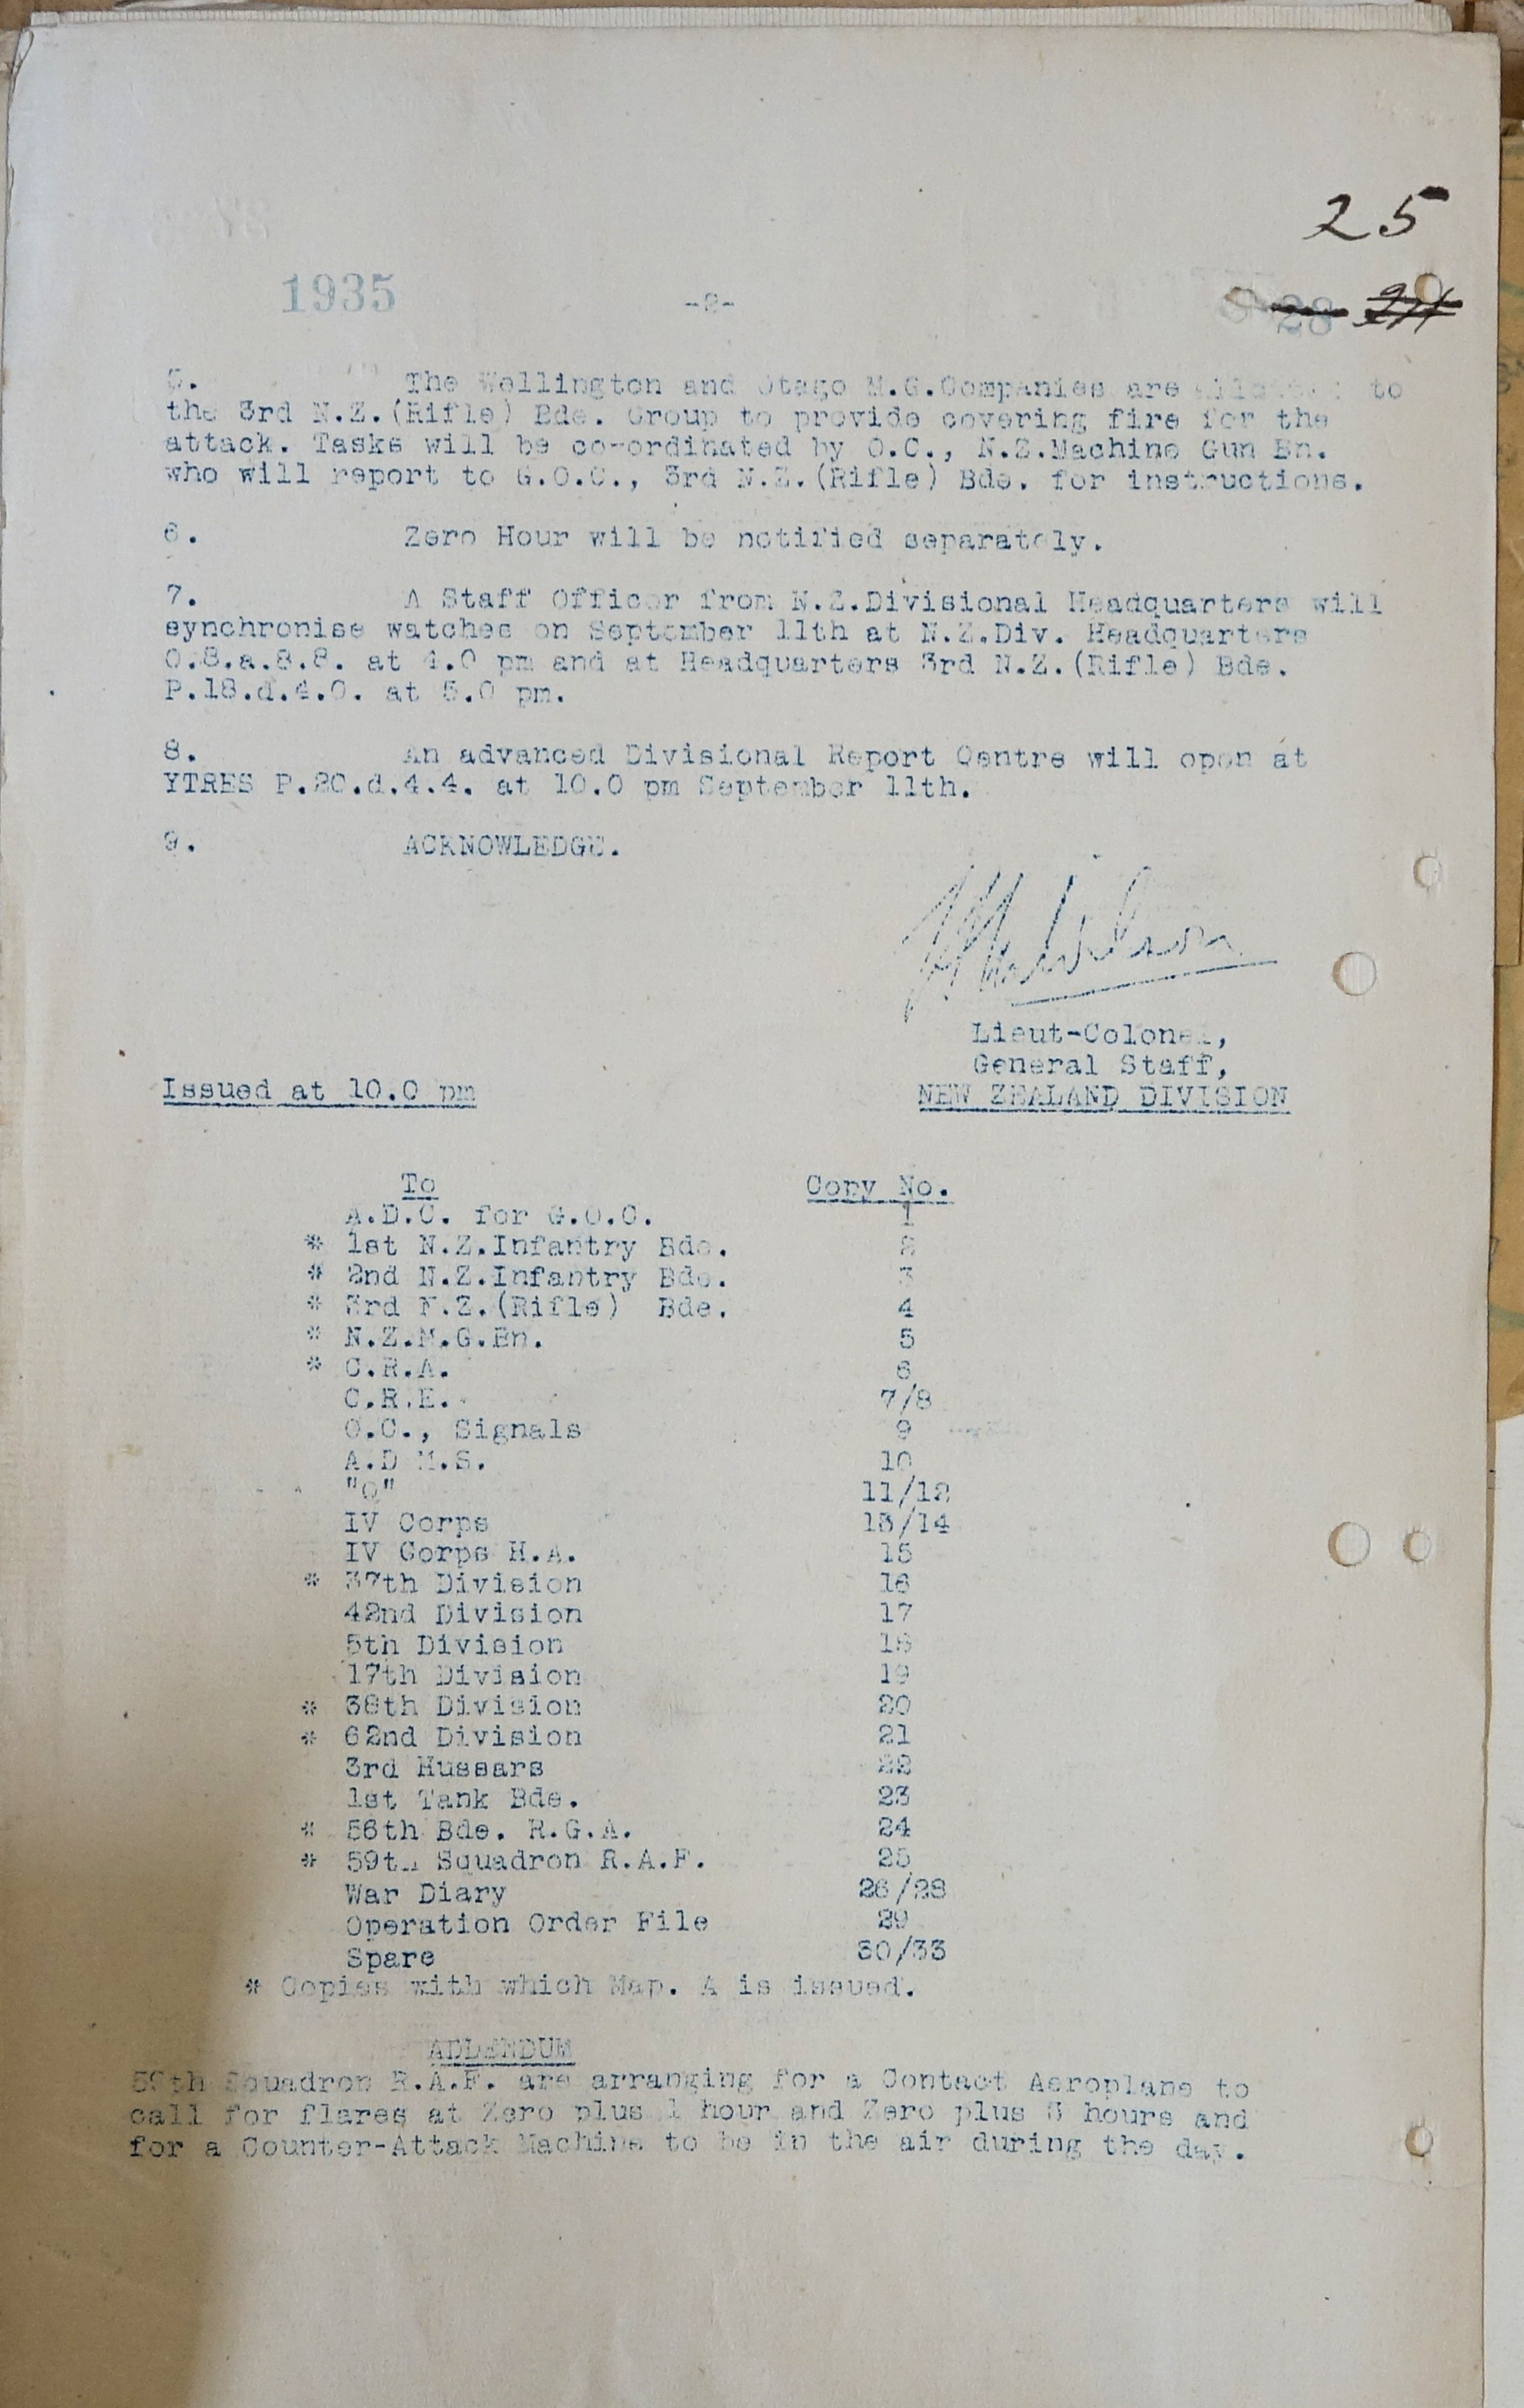 25
1935
-2-
28
5. The Wellington and Otago M.G.Companies are to
the 3rd N.Z.(Rifle) Bde. Group to provide covering fire for the
attack. Tasks will be co-ordinated by O.C., N.Z.Machine Gun Bn.
who will report to G.O.C., 3rd N.Z.(Rifle) Bde. for instructions.
6. Zero Hour will be notified separately.
7. A Staff Officer from N.Z.Divisional Headquarters will
synchronise watches on September 11th at N.Z.Div. Headquarters
O.8.a.8.8. at 4.0 pm and at Headquarters 3rd N.Z.(Rifle) Bde.
P.18.d.4.0. at 5.0 pm.
8. An advanced Divisional Report Centre will open at
YTRES P.20.d.4.4. at 10.0 pm September 11th.
9. ACKNOWLEDGE.
Lieut-Colonel,
General Staff,
Issued at 10.0 pm NEW ZEALAND DIVISION
To Copy No.
A.D.C. for G.O.C. 1
* 1st N.Z.Infantry Bde. 2
* 2nd N.Z.Infantry Bde. 3
* 3rd N.Z.(Rifle) Bde. 4
* N.Z.M.G.Bn. 5
* C.R.A. 6
C.R.E. 7/8
O.C., Signals 9
A.D M.S. 10
"Q" 11/12
IV Corps 13/14
IV Corps H.A. 15
* 37th Division 16
42nd Division 17
5th Division 18
17th Division 19
* 38th Division 20
* 62nd Division 21
3rd Hussars 22
1st Tank Bde. 23
* 56th Bde. R.G.A. 24
* 59th Squadron R.A.F. 25
War Diary 26/28
Operation Order File 29
Spare 30/33
* Copies with which Map. A is issued.
ADDENDUM
59th Squadron R.A.F. are arranging for a Contact Aeroplane to
call for flares at Zero plus 1 hour and Zero plus 3 hours and
for a Counter-Attack Machine to be in the air during the day.